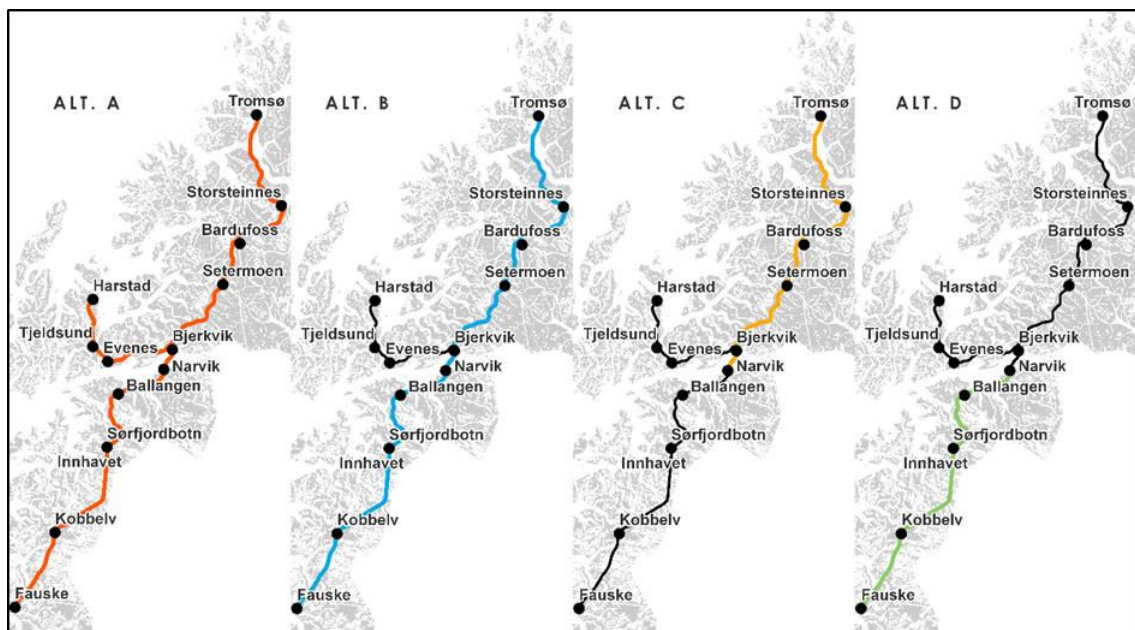 ALT. A
Tromsø
Storsteinnes
Bardufoss
Setermoen
Harstad
Tjeldsund
Evenes
Bjerkvik
Narvik
Ballangen
Sørfjordbotn
Innhavet
Kobbelv
Fauske
ALT. B
Tromsø
Storsteinnes
Bardufoss
Setermoen
Harstad
Tjeldsund
Evenes
Bjerkvik
Narvik
Ballangen
Sørfjordbotn
Innhavet
Kobbelv
Fauske
ALT. C
Tromsø
Storsteinnes
Bardufoss
Setermoen
Harstad
Tjeldsund
Evenes
Bjerkvik
Narvik
Ballangen
Sørfjordbotn
Innhavet
Kobbelv
Fauske
ALT. D
Tromsø
Storsteinnes
Bardufoss
Setermoen
Harstad
Tjeldsund
Evenes
Bjerkvik
Narvik
Ballangen
Sørfjordbotn
Innhavet
Kobbelv
Fauske